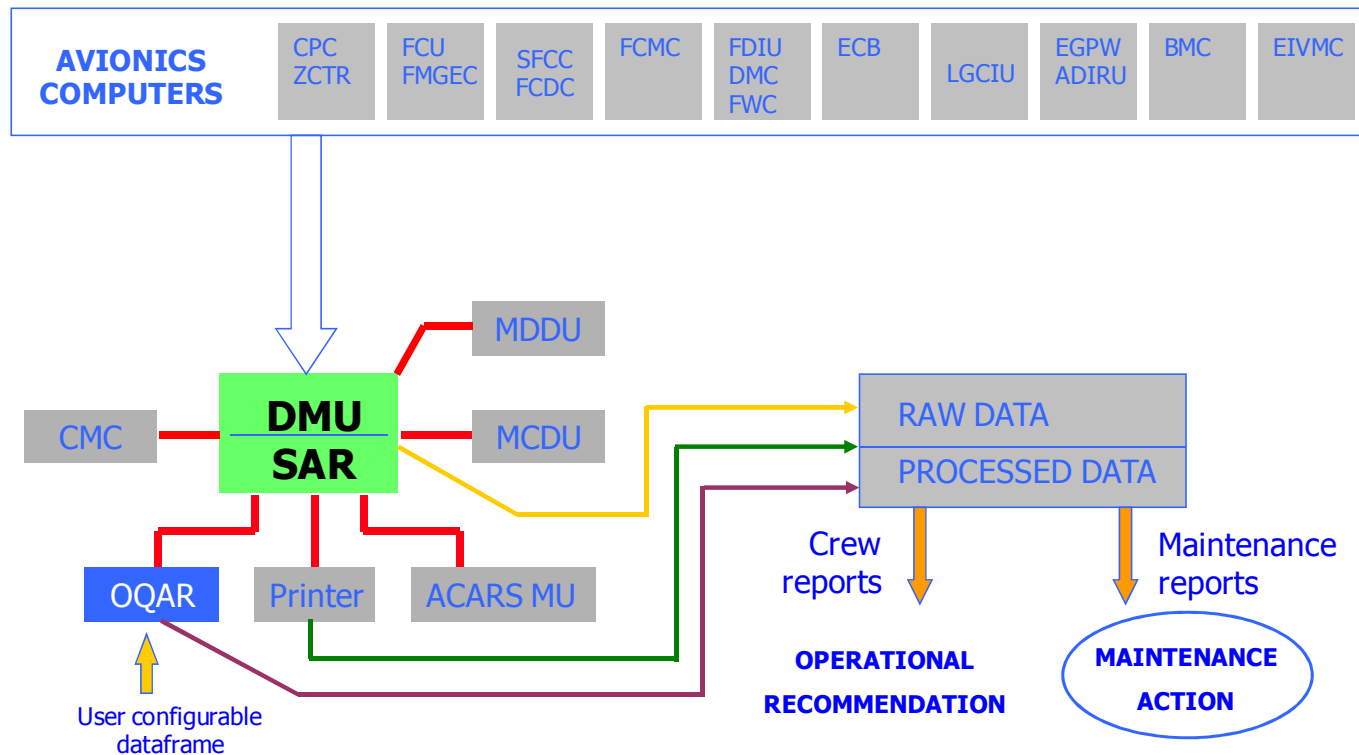 AVIONICS
COMPUTERS
CPC
ZCTR
FCU
FMGEC
SFCC
FCDC
FCMC
FDIU
DMC
FWC
ECB
LGCIU
EGPW
ADIRU
BMC
EIVMC
MDDU
DMU
SAR
CMC
MCDU
RAW DATA
PROCESSED DATA
OQAR
Printer
ACARS MU
Crew
reports
Maintenance
reports
OPERATIONAL
RECOMMENDATION
MAINTENANCE
ACTION
User configurable
dataframe